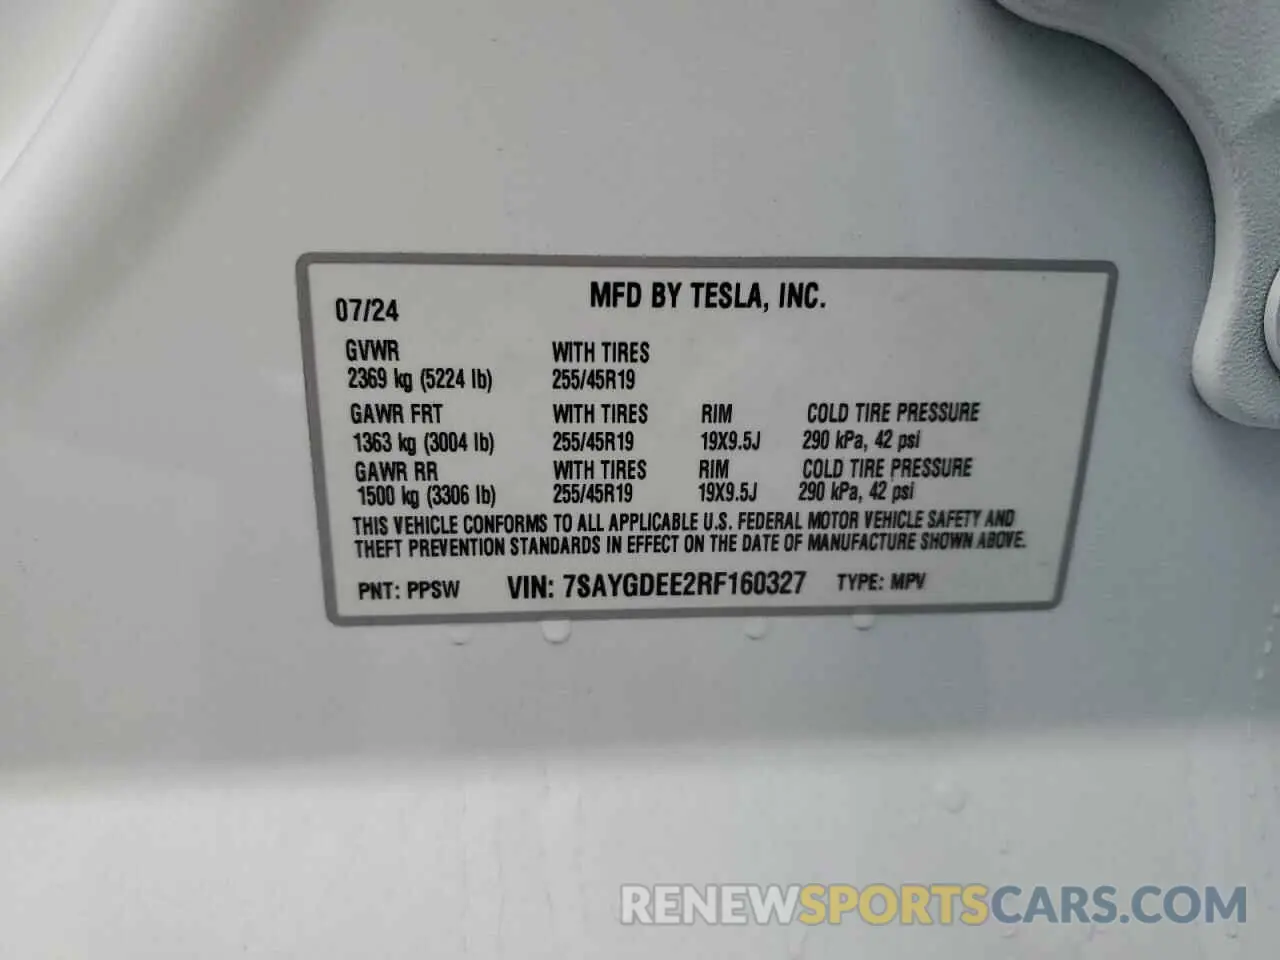 07/24 MFD BY TESLA, INC.
GVWR WITH TIRES
2369 kg (5224 lb) 255/45R19
GAWR FRT WITH TIRES RIM COLD TIRE PRESSURE
1363 kg (3004 lb) 255/45R19 19X9.5J 290 kPa, 42 psi
GAWR RR WITH TIRES RIM COLD TIRE PRESSURE
1500 kg (3306 lb) 255/45R19 19X9.5J 290 kPa, 42 psi
THIS VEHICLE CONFORMS TO ALL APPLICABLE U.S. FEDERAL MOTOR VEHICLE SAFETY AND
THEFT PREVENTION STANDARDS IN EFFECT ON THE DATE OF MANUFACTURE SHOWN ABOVE.
PNT: PPSW VIN: 7SAYGDEE2RF160327 TYPE: MPV
RENEWSPORTSCARS.COM